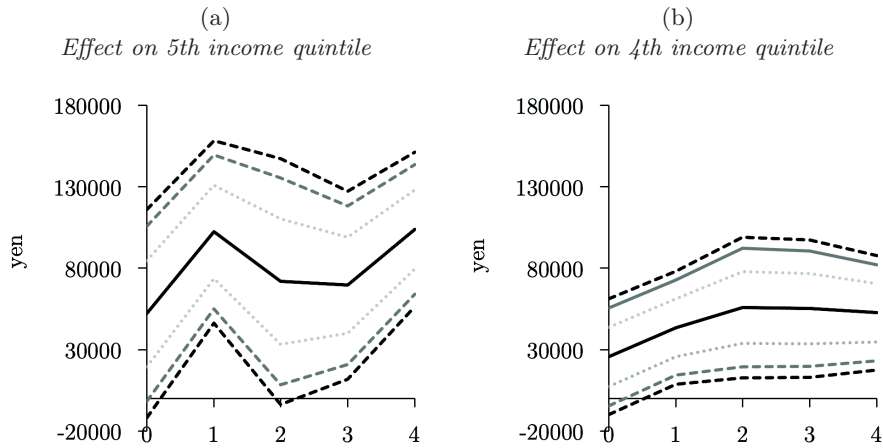 (a)
Effect on 5th income quintile
180000
130000
80000
30000
-20000
yen
0 1 2 3 4
(b)
Effect on 4th income quintile
180000
130000
80000
30000
-20000
yen
0 1 2 3 4